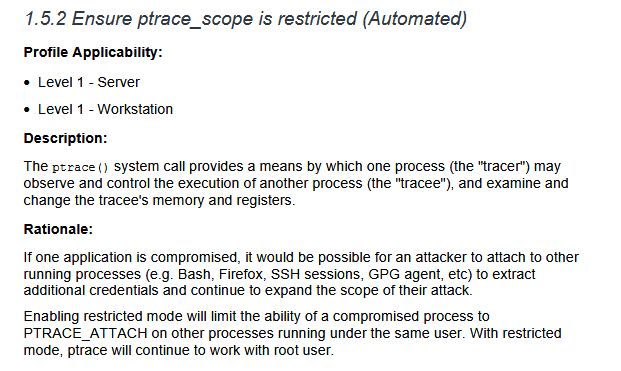 1.5.2 Ensure ptrace_scope is restricted (Automated)
Profile Applicability:
• Level 1 - Server
• Level 1 - Workstation
Description:
The ptrace() system call provides a means by which one process (the "tracer") may
observe and control the execution of another process (the "tracee"), and examine and
change the tracee's memory and registers.
Rationale:
If one application is compromised, it would be possible for an attacker to attach to other
running processes (e.g. Bash, Firefox, SSH sessions, GPG agent, etc) to extract
additional credentials and continue to expand the scope of their attack.
Enabling restricted mode will limit the ability of a compromised process to
PTRACE_ATTACH on other processes running under the same user. With restricted
mode, ptrace will continue to work with root user.